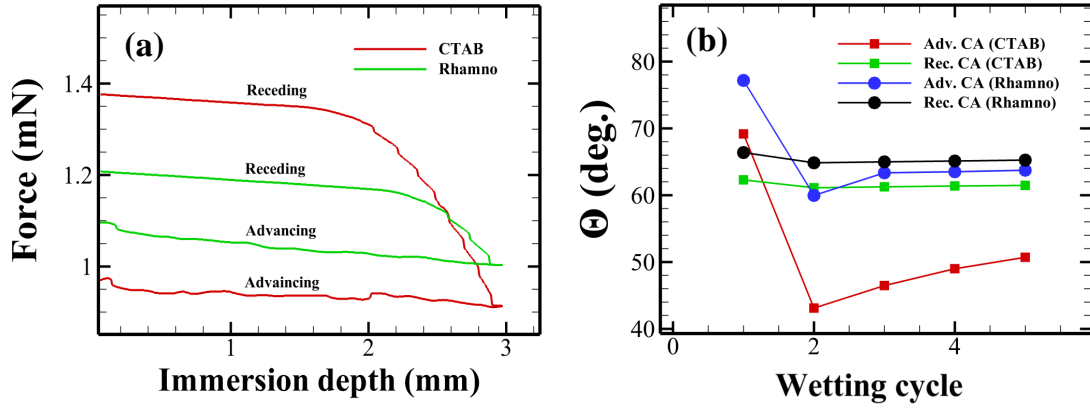 (a)
CTAB
Rhamno
Receding
Receding
Advancing
Advaincing
Force (mN)
1.4
1.2
1
1
2
3
Immersion depth (mm)
(b)
Adv. CA (CTAB)
Rec. CA (CTAB)
Adv. CA (Rhamno)
Rec. CA (Rhamno)
Θ (deg.)
80
70
60
50
40
0
2
4
Wetting cycle